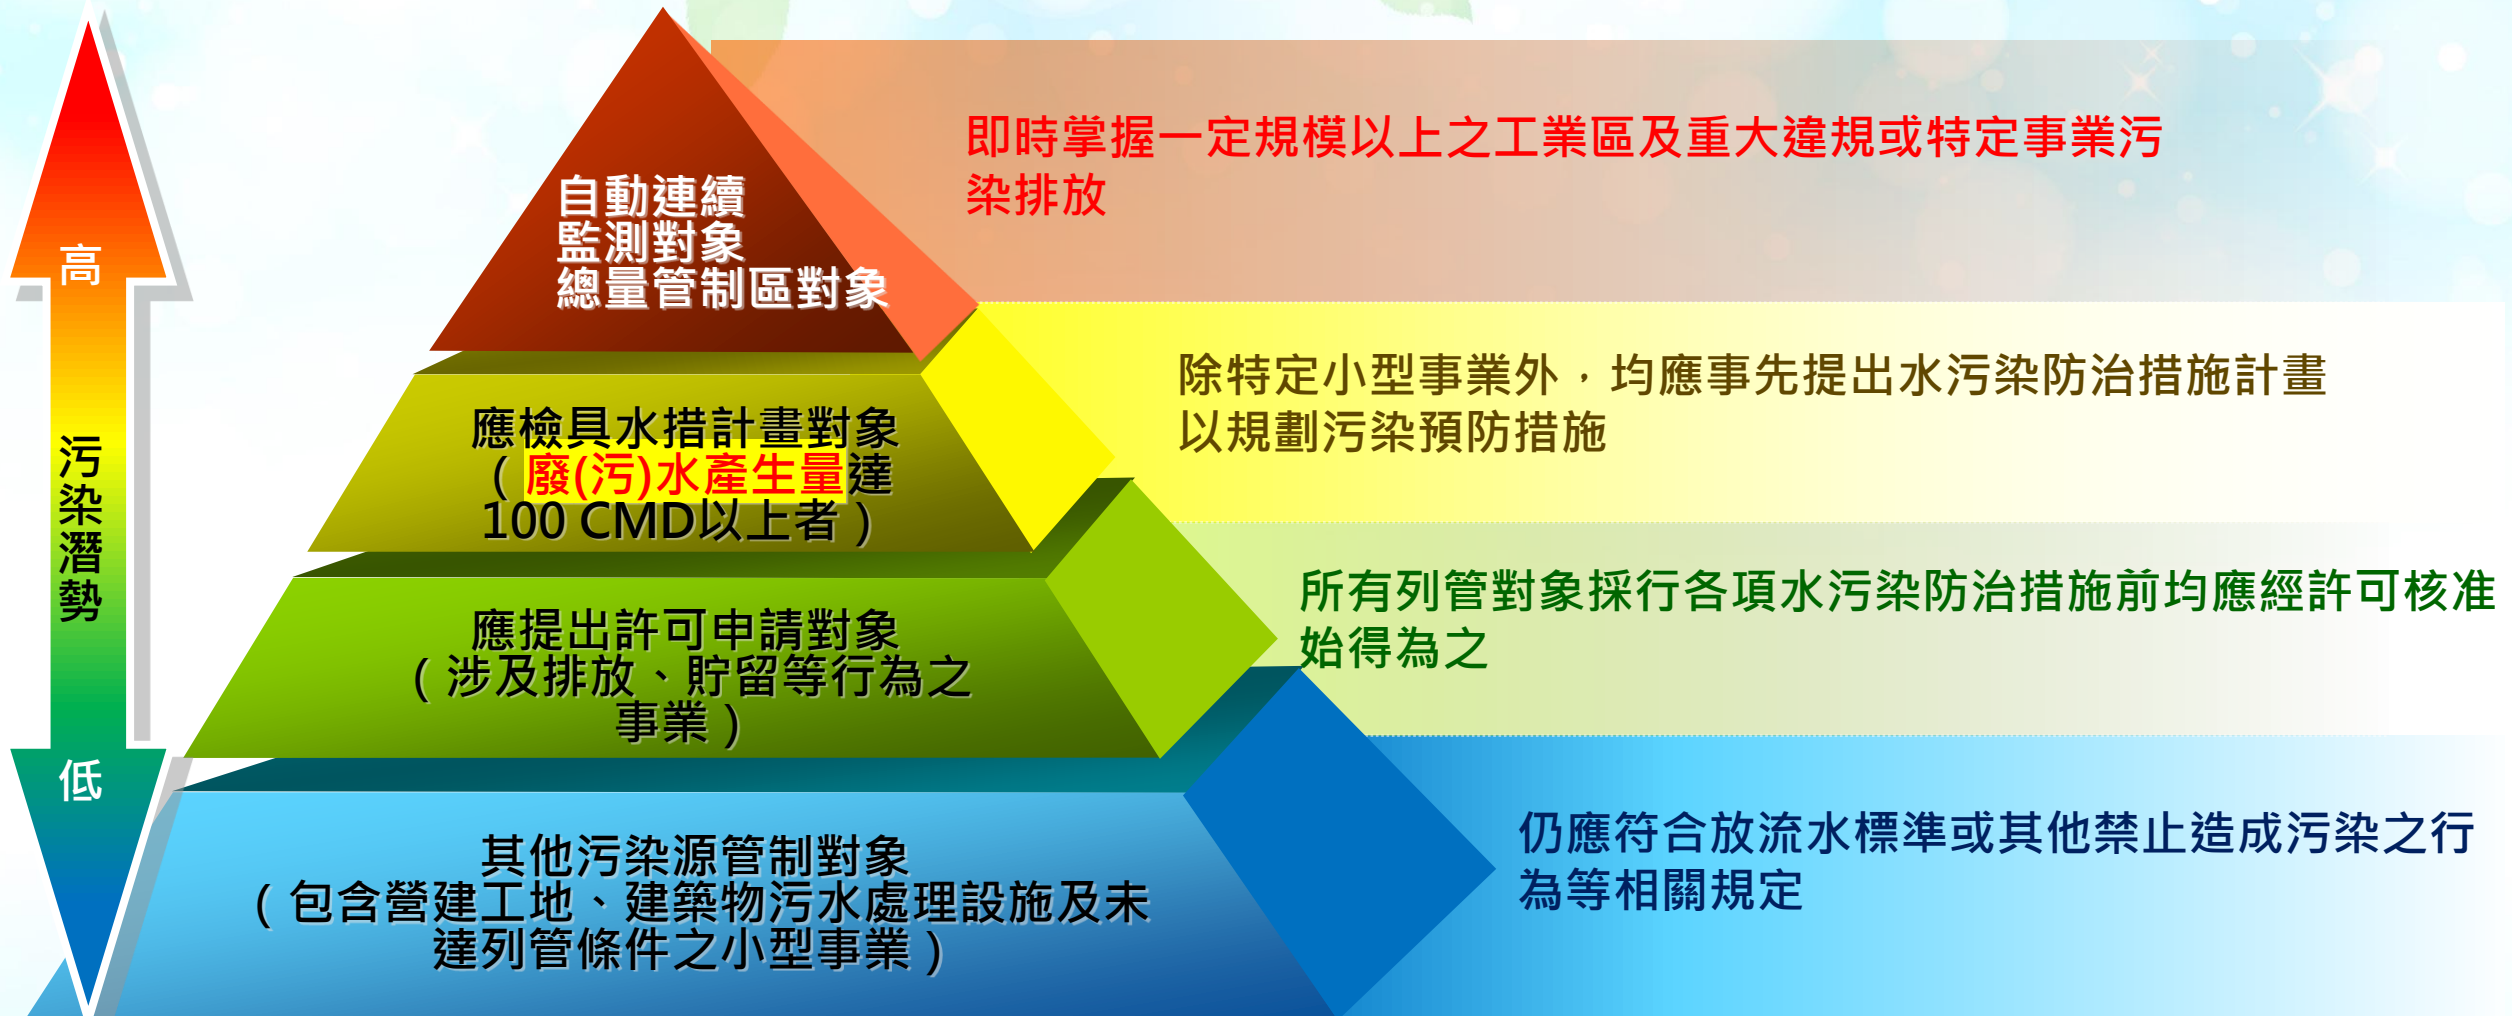 高
污
染
潛
勢
低
自動連續
監測對象
總量管制區對象
即時掌握一定規模以上之工業區及重大違規或特定事業污
染排放
應檢具水措計畫對象
（廢(污)水產生量達
100 CMD以上者）
除特定小型事業外，均應事先提出水污染防治措施計畫
以規劃污染預防措施
應提出許可申請對象
（涉及排放、貯留等行為之
事業）
所有列管對象採行各項水污染防治措施前均應經許可核准
始得為之
其他污染源管制對象
（包含營建工地、建築物污水處理設施及未
達列管條件之小型事業）
仍應符合放流水標準或其他禁止造成污染之行
為等相關規定